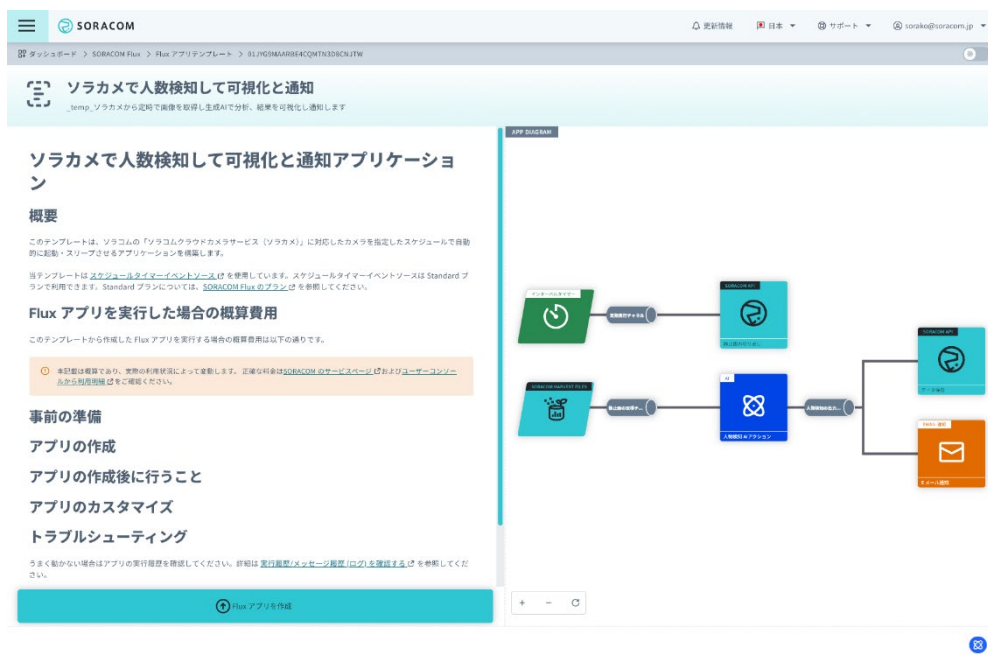 SORACOM
更新情報
日本
サポート
sorako@soracom.jp
ダッシュボード > SORACOM Flux > Flux アプリテンプレート >
ソラカメで人数検知して可視化と通知
_temp_ソラカメから定時で画像を取得し生成AIで分析、結果を可視化し通知します
ソラカメで人数検知して可視化と通知アプリケーショ
ン
概要
このテンプレートは、ソラコムの「ソラコムクラウドカメラサービス（ソラカメ）」に対応したカメラを指定したスケジュールで自動
的に起動・スリープさせるアプリケーションを構築します。
当テンプレートは スケジュールタイマーイベントソース を使用しています。スケジュールタイマーイベントソースは Standard プ
ランで利用できます。Standard プランについては、SORACOM Flux のプラン を参照してください。
Flux アプリを実行した場合の概算費用
このテンプレートから作成した Flux アプリを実行する場合の概算費用は以下の通りです。
本記載は概算であり、実際の利用状況によって変動します。 正確な料金はSORACOM のサービスページ およびユーザーコンソー
ルから利用明細 をご確認ください。
事前の準備
アプリの作成
アプリの作成後に行うこと
アプリのカスタマイズ
トラブルシューティング
うまく動かない場合はアプリの実行履歴を確認してください。詳細は 実行履歴/メッセージ履歴 (ログ) を確認する を参照してくだ
さい。
Flux アプリを作成
APP DIAGRAM
インターバルタイマー
SORACOM API
SORACOM HARVEST FILES
AI
SORACOM API
データ保存
EMAIL 通知
Eメール通知